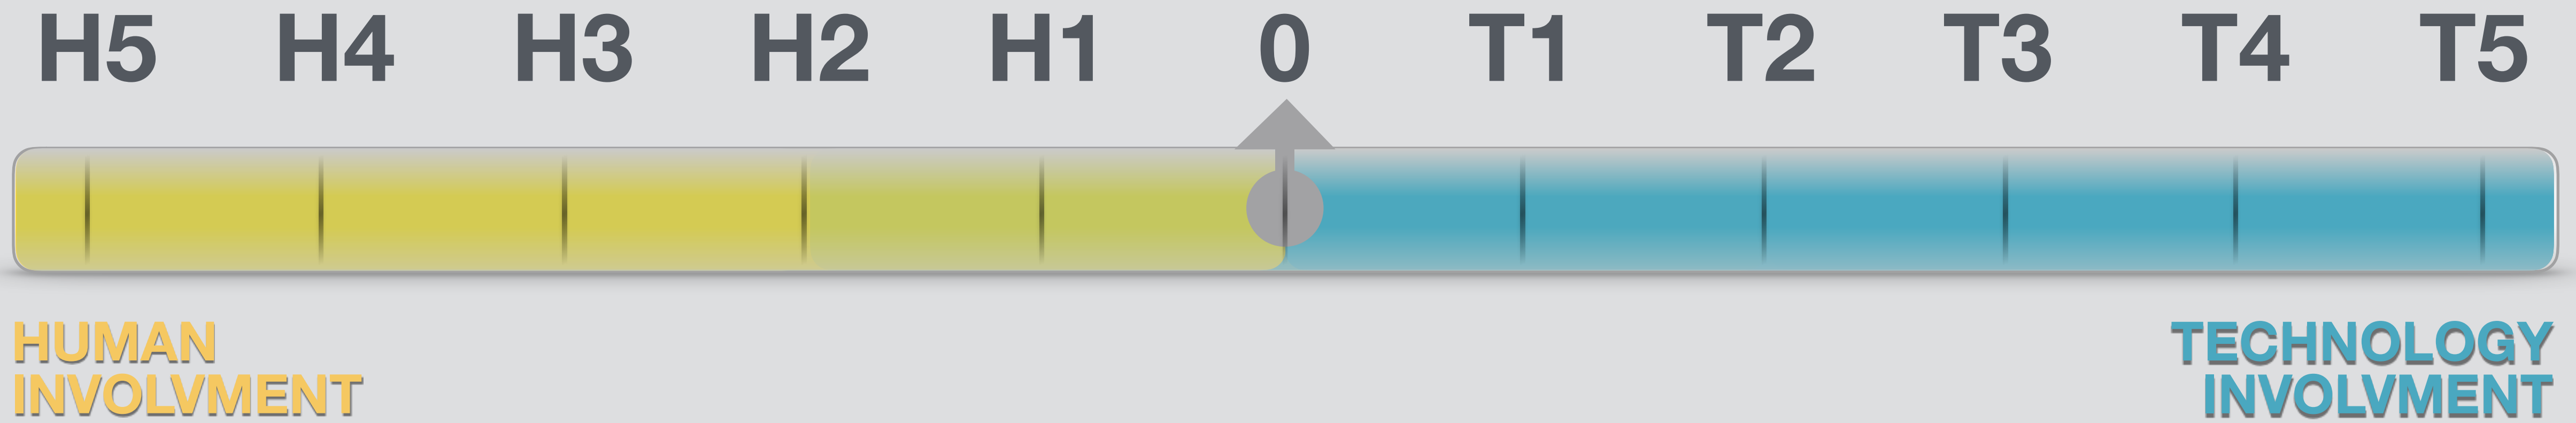 H5 H4 H3 H2 H1 0 T1 T2 T3 T4 T5
HUMAN
INVOLVMENT
TECHNOLOGY
INVOLVMENT